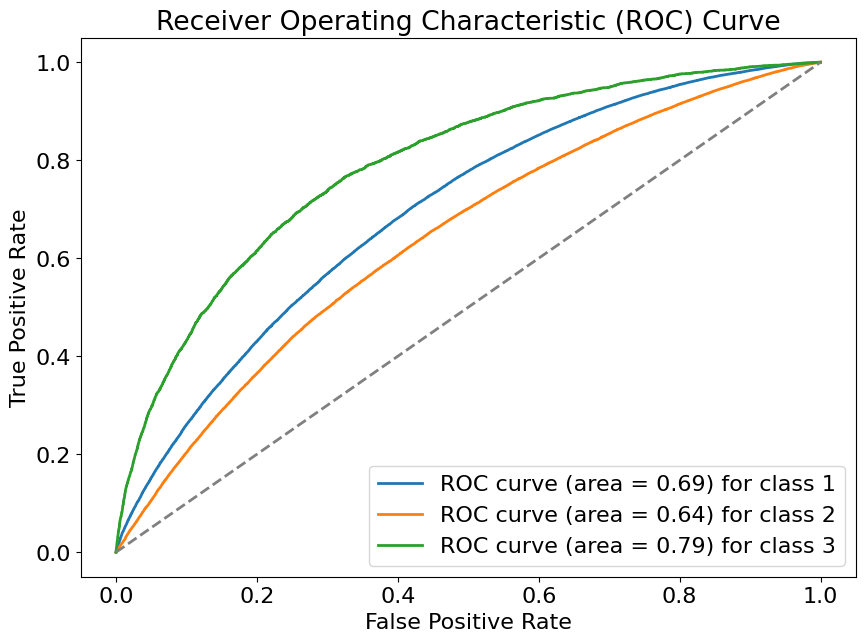 Receiver Operating Characteristic (ROC) Curve
1.0
0.8
0.6
0.4
0.2
0.0
True Positive Rate
ROC curve (area = 0.69) for class 1
ROC curve (area = 0.64) for class 2
ROC curve (area = 0.79) for class 3
0.0 0.2 0.4 0.6 0.8 1.0
False Positive Rate